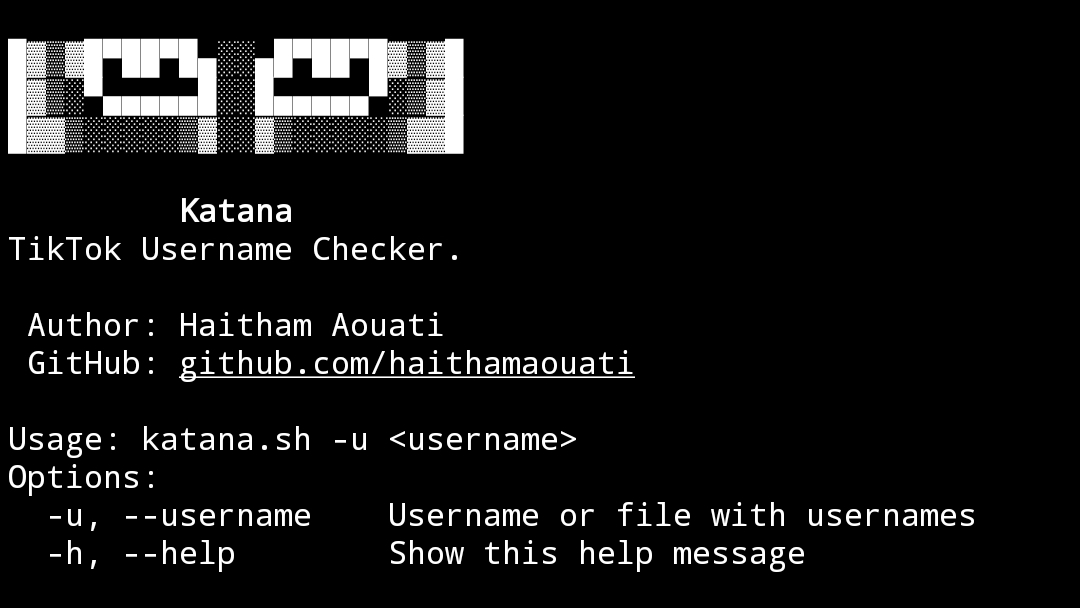 Katana
TikTok Username Checker.
Author: Haitham Aouati
GitHub: github.com/haithamaouati
Usage: katana.sh -u <username>
Options:
-u, --username    Username or file with usernames
-h, --help        Show this help message